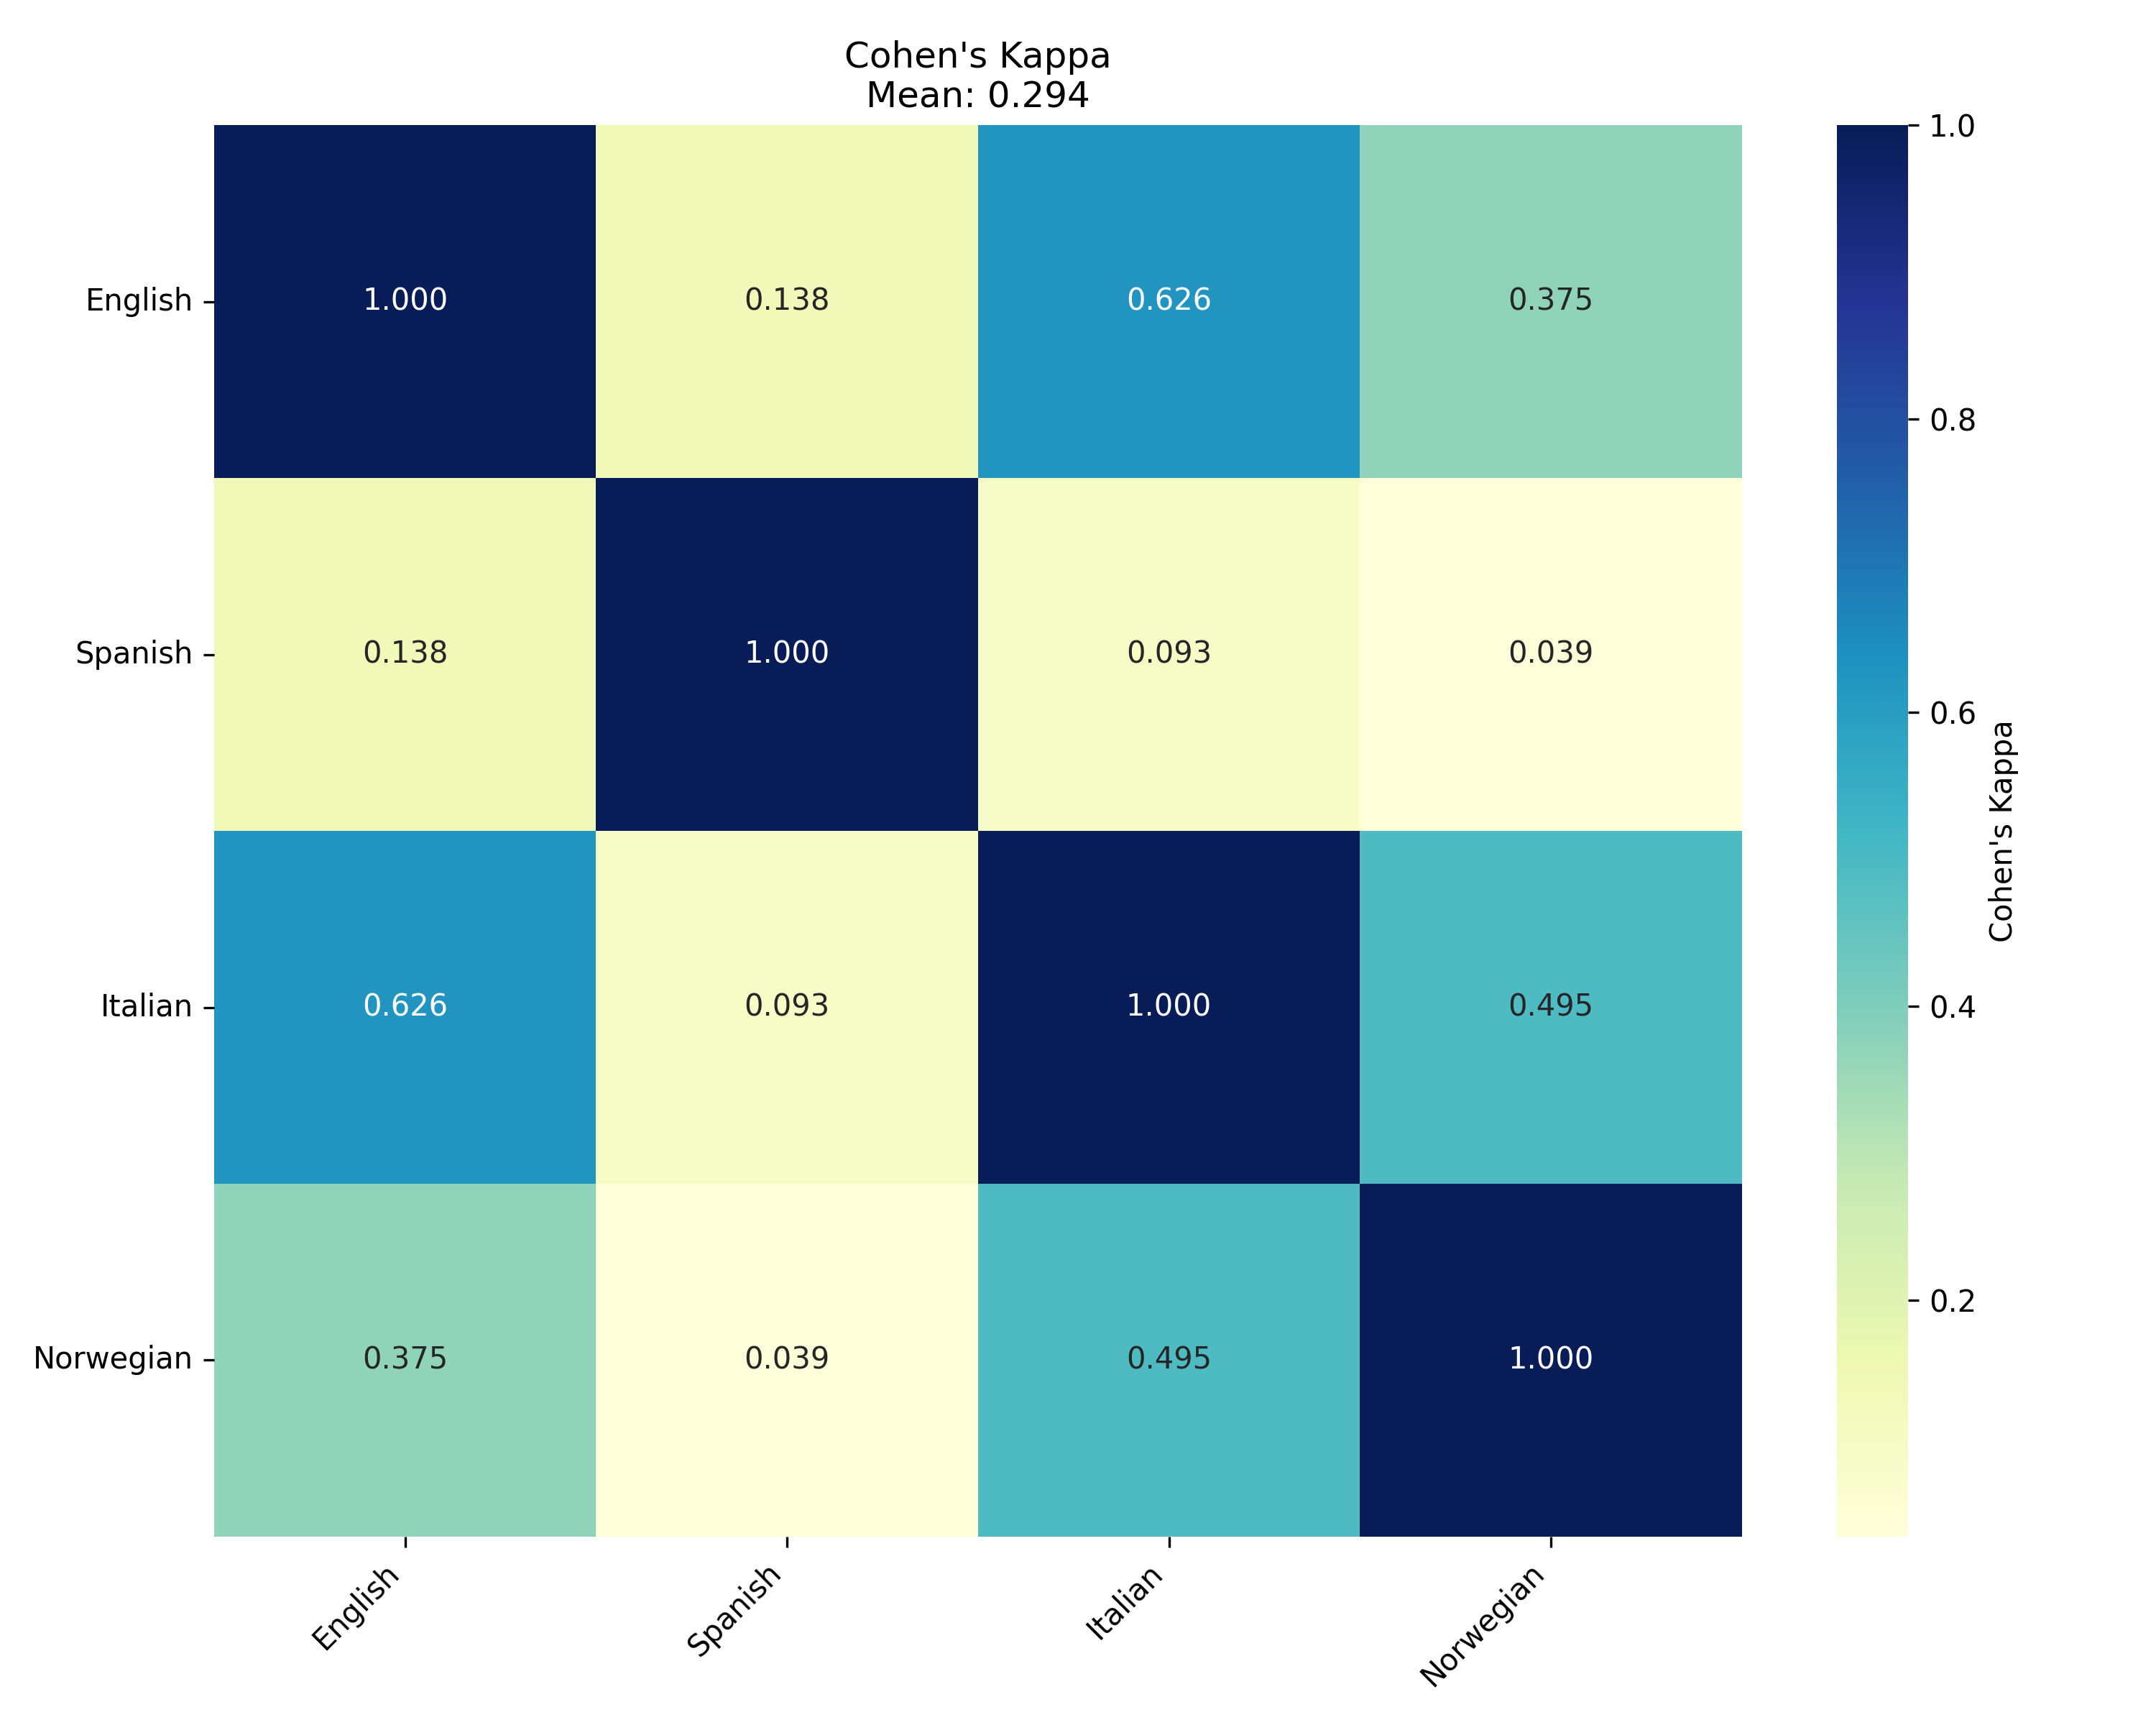 Cohen's Kappa
Mean: 0.294
English 1.000 0.138 0.626 0.375
Spanish 0.138 1.000 0.093 0.039
Italian 0.626 0.093 1.000 0.495
Norwegian 0.375 0.039 0.495 1.000
English Spanish Italian Norwegian
1.0
0.8
0.6
0.4
0.2
Cohen's Kappa